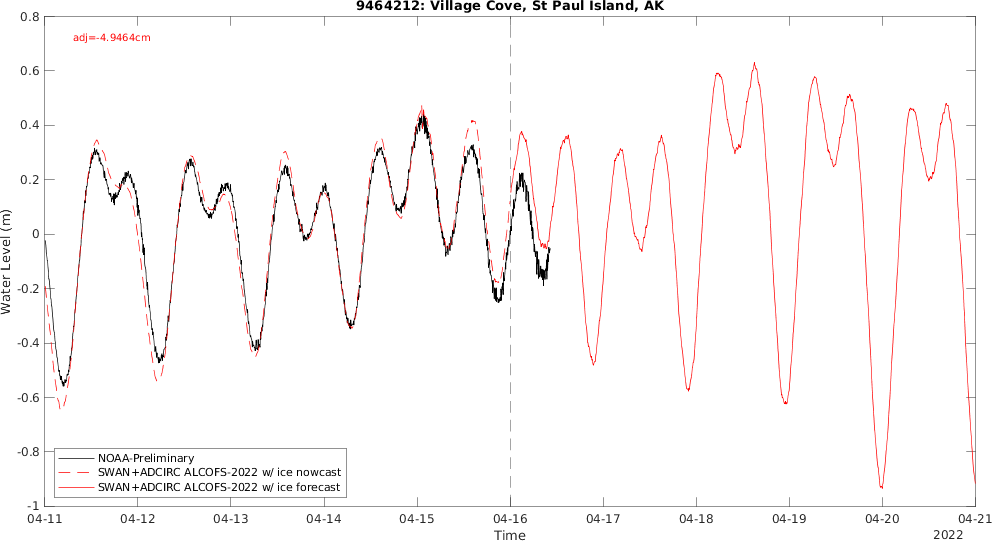 9464212: Village Cove, St Paul Island, AK
adj=-4.9464cm
0.8
0.6
0.4
0.2
0
-0.2
-0.4
-0.6
-0.8
-1
Water Level (m)
NOAA-Preliminary
SWAN+ADCIRC ALCOFS-2022 w/ ice nowcast
SWAN+ADCIRC ALCOFS-2022 w/ ice forecast
04-11 04-12 04-13 04-14 04-15 04-16 04-17 04-18 04-19 04-20 04-21
Time
2022